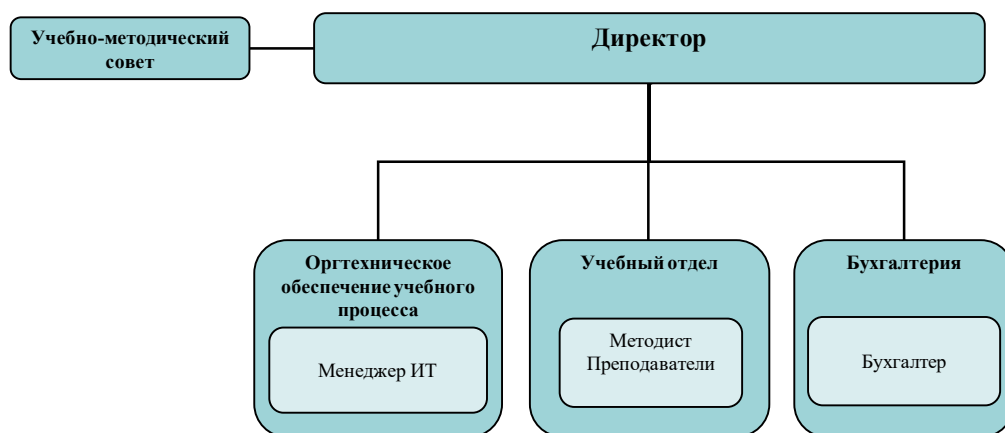 Учебно-методический
совет
Директор
Оргтехническое
обеспечение учебного
процесса
Менеджер ИТ
Учебный отдел
Методист
Преподаватели
Бухгалтерия
Бухгалтер